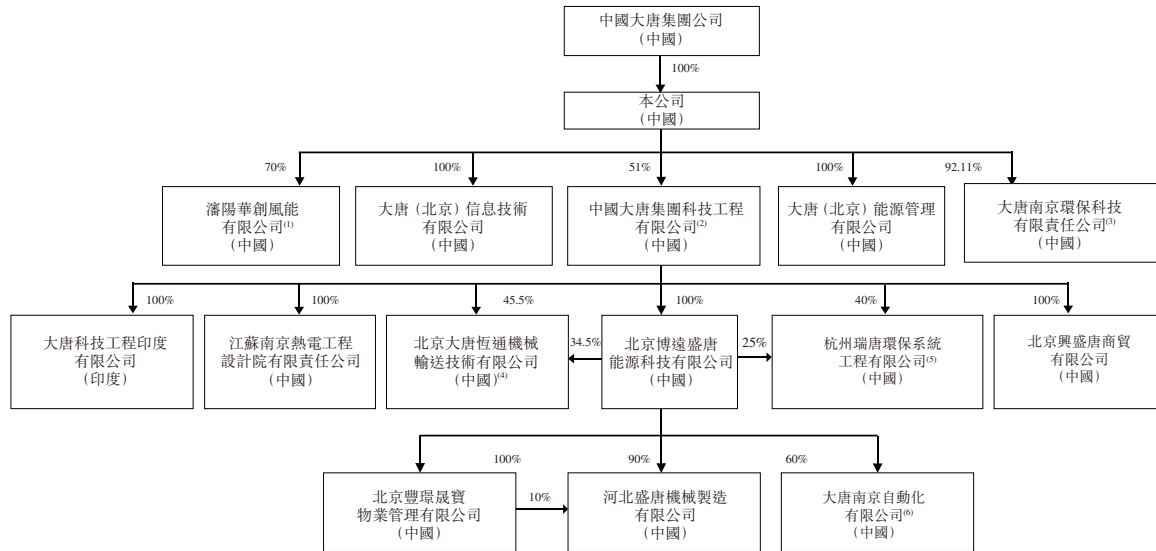 中國大唐集團公司
(中國)
100%
本公司
(中國)
70%
100%
51%
100%
92.11%
瀋陽華創風能
有限公司(1)
(中國)
大唐(北京)信息技術
有限公司
(中國)
中國大唐集團科技工程
有限公司(2)
(中國)
大唐(北京)能源管理
有限公司
(中國)
大唐南京環保科技
有限責任公司(3)
(中國)
100%
100%
45.5%
100%
40%
100%
大唐科技工程印度
有限公司
(印度)
江蘇南京熱電工程
設計院有限責任公司
(中國)
北京大唐恆通機械
輸送技術有限公司
(中國)(4)
34.5%
北京博遠盛唐
能源科技有限公司
(中國)
25%
杭州瑞唐環保系統
工程有限公司(5)
(中國)
北京興盛唐商貿
有限公司
(中國)
100%
90%
60%
北京豐璟晟寶
物業管理有限公司
(中國)
10%
河北盛唐機械製造
有限公司
(中國)
大唐南京自動化
有限公司(6)
(中國)